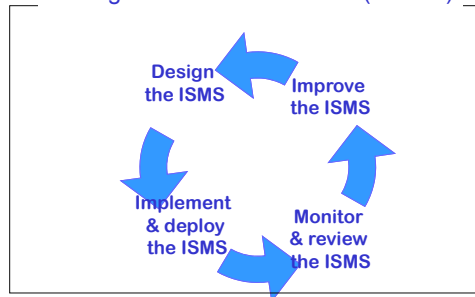 Design
the ISMS
Improve
the ISMS
Implement
& deploy
the ISMS
Monitor
& review
the ISMS